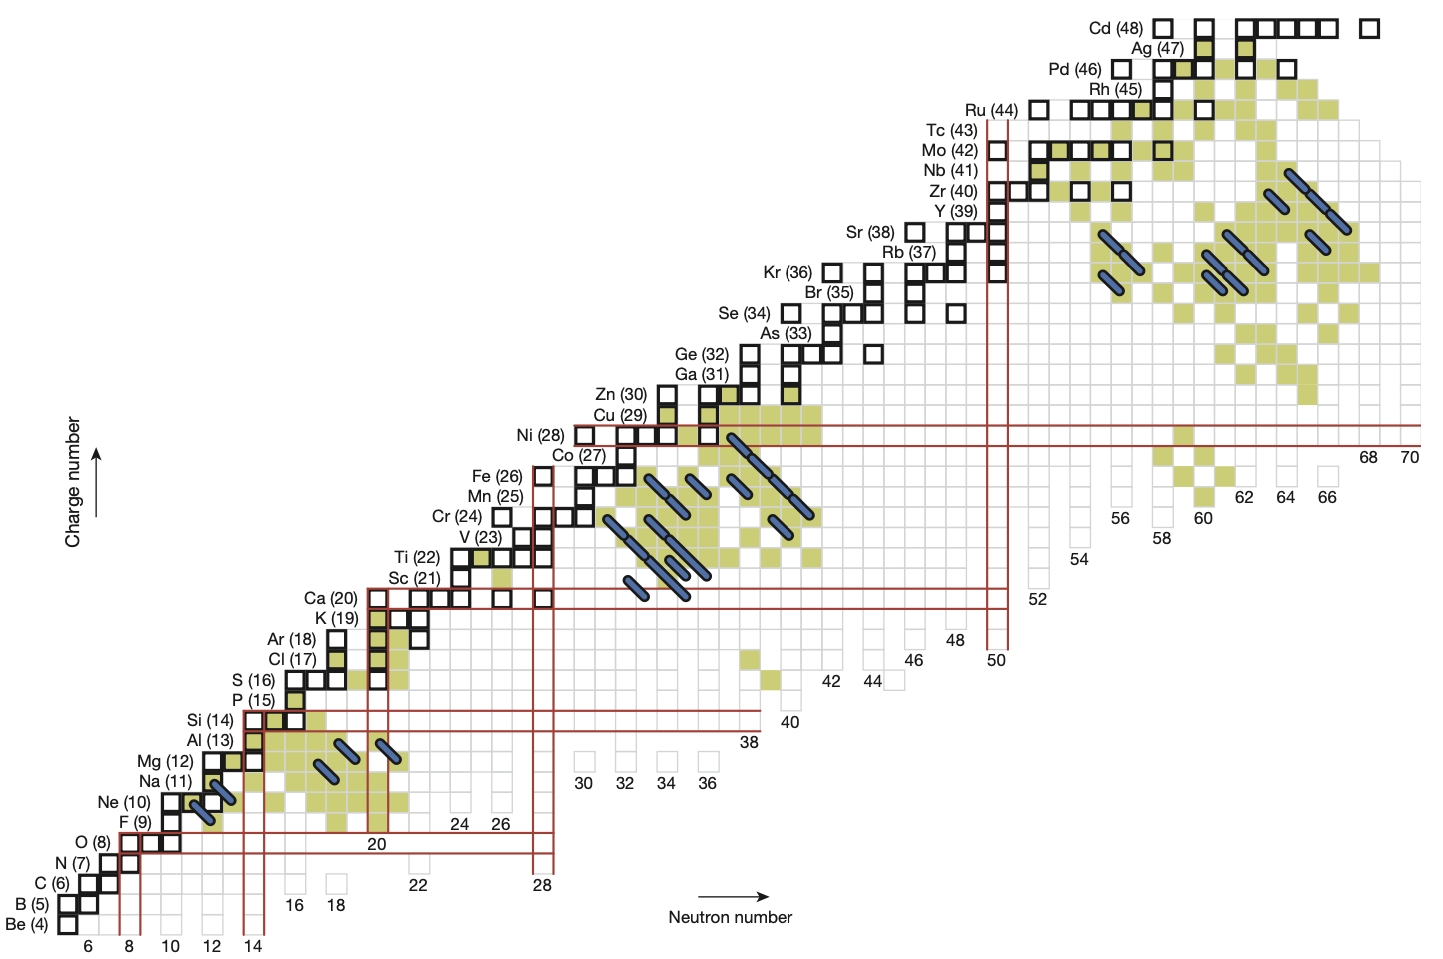 Cd (48)
Ag (47)
Pd (46)
Rh (45)
Ru (44)
Tc (43)
Mo (42)
Nb (41)
Zr (40)
Y (39)
Sr (38)
Rb (37)
Kr (36)
Br (35)
Se (34)
As (33)
Ge (32)
Ga (31)
Zn (30)
Cu (29)
Ni (28)
Co (27)
Fe (26)
Mn (25)
Cr (24)
V (23)
Ti (22)
Sc (21)
Ca (20)
K (19)
Ar (18)
Cl (17)
S (16)
P (15)
Si (14)
Al (13)
Mg (12)
Na (11)
Ne (10)
F (9)
O (8)
N (7)
C (6)
B (5)
Be (4)
Charge number
Neutron number
6
8
10
12
14
16
18
20
22
24
26
28
30
32
34
36
38
40
42
44
46
48
50
52
54
56
58
60
62
64
66
68
70